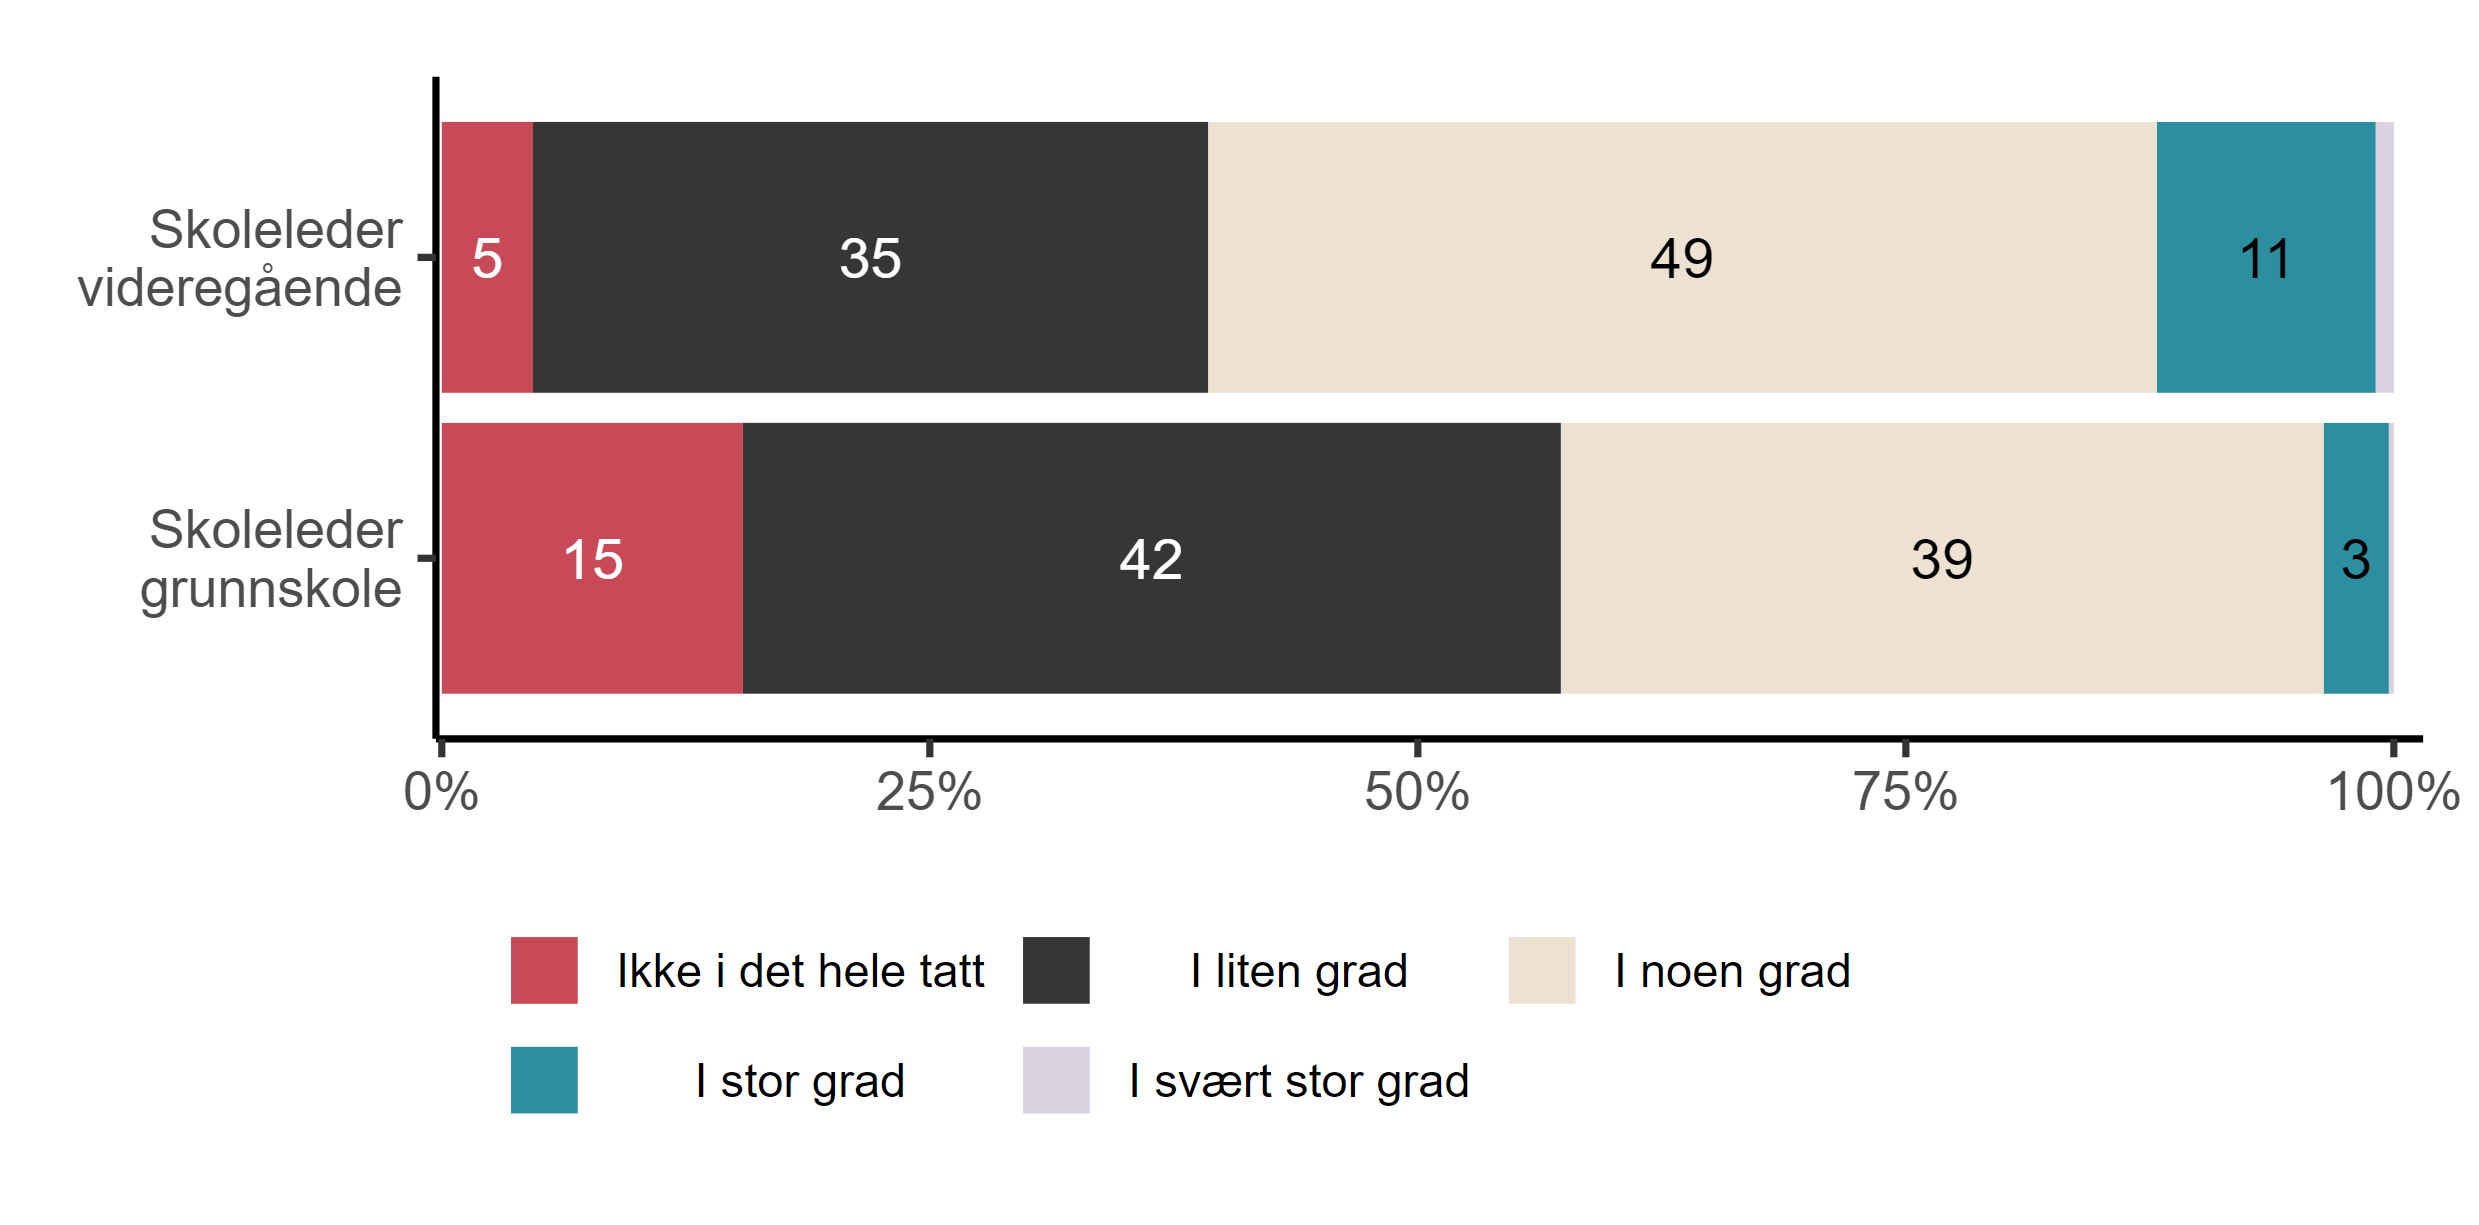 Skoleleder
videregående
5 35 49 11
Skoleleder
grunnskole
15 42 39 3
0% 25% 50% 75% 100%
Ikke i det hele tatt I liten grad I noen grad
I stor grad I svært stor grad